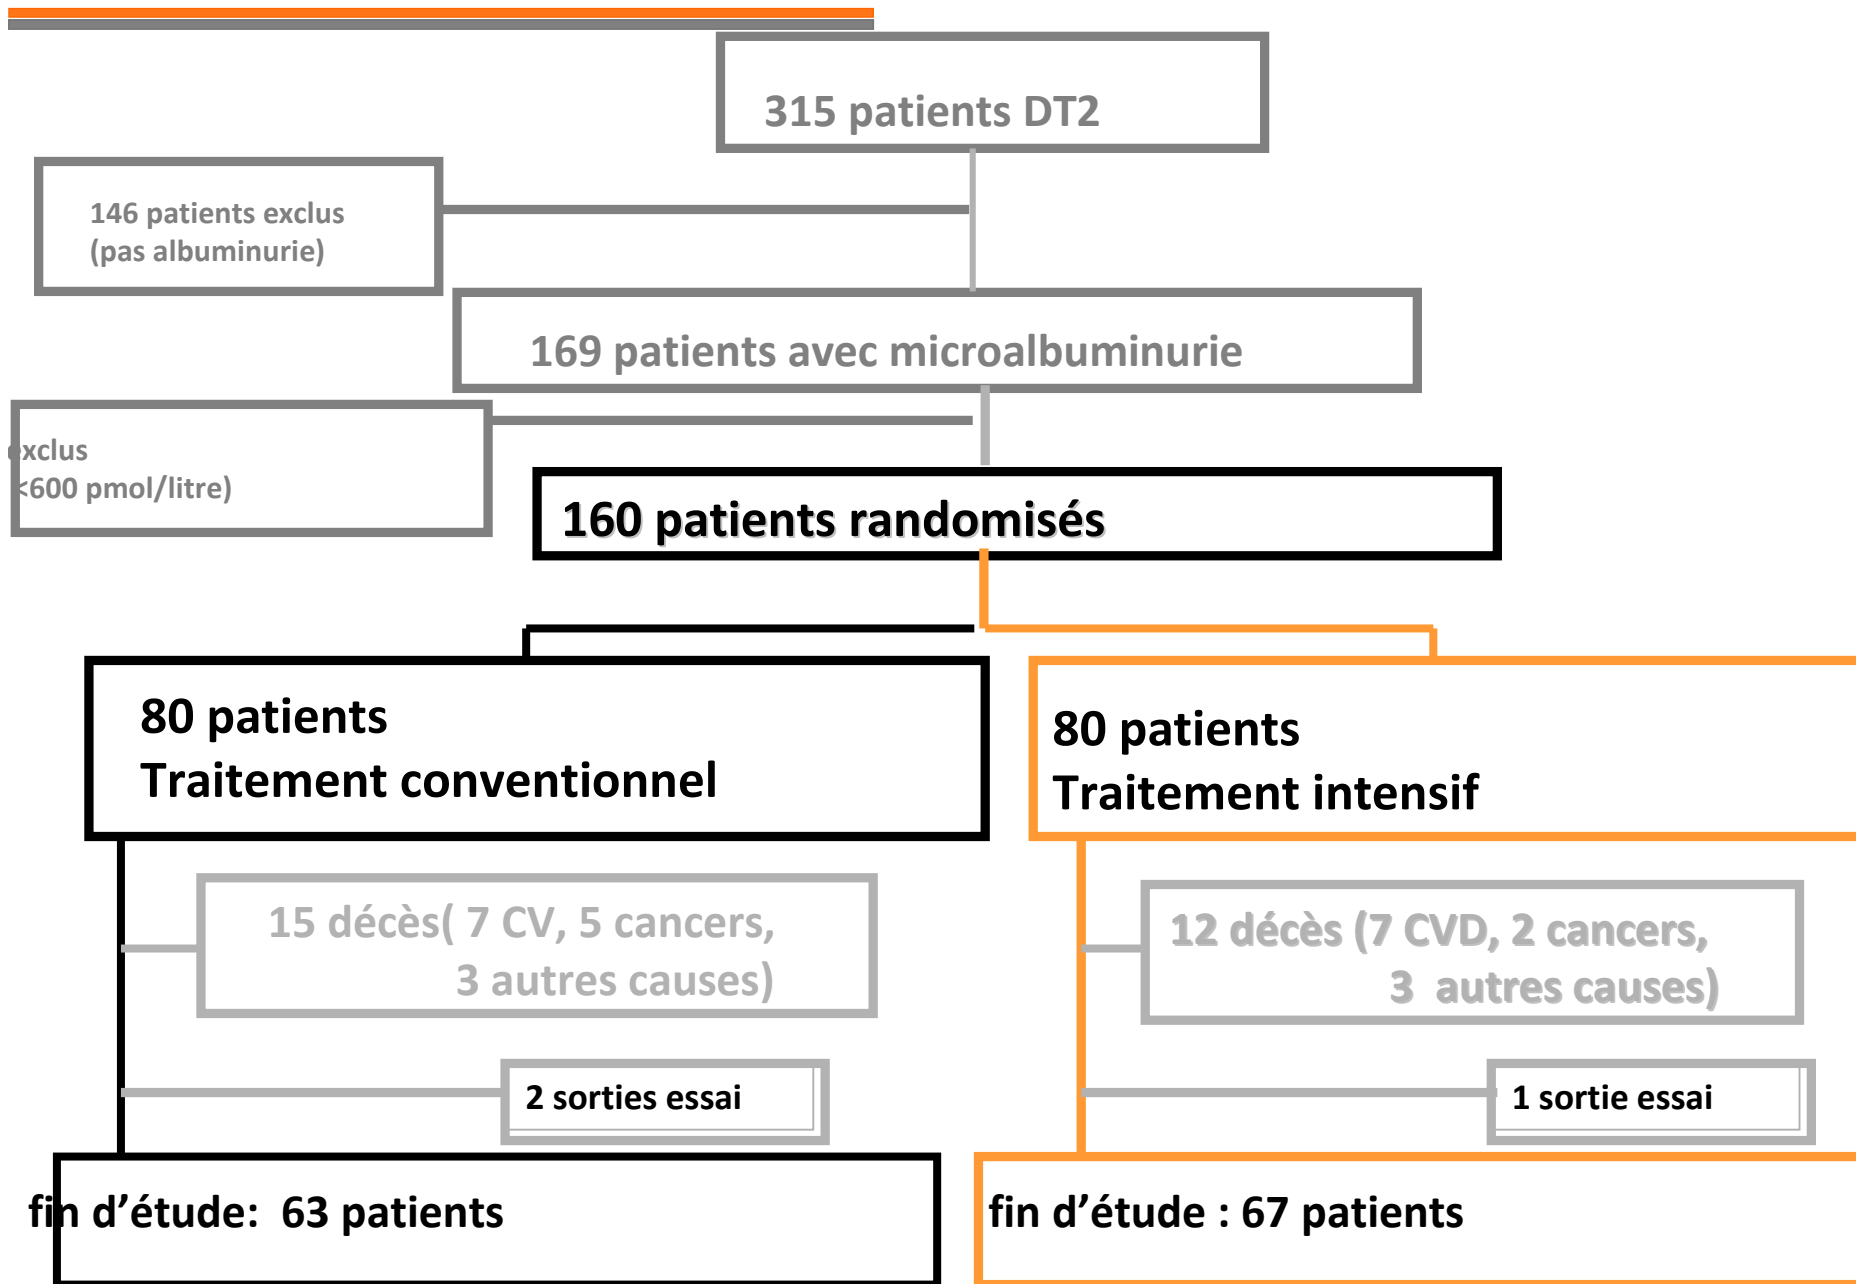 315 patients DT2
146 patients exclus
(pas albuminurie)
169 patients avec microalbuminurie
exclus
<600 pmol/litre)
160 patients randomisés
80 patients
Traitement conventionnel
80 patients
Traitement intensif
15 décès( 7 CV, 5 cancers,
3 autres causes)
12 décès (7 CVD, 2 cancers,
3 autres causes)
2 sorties essai
1 sortie essai
fin d’étude: 63 patients
fin d’étude : 67 patients